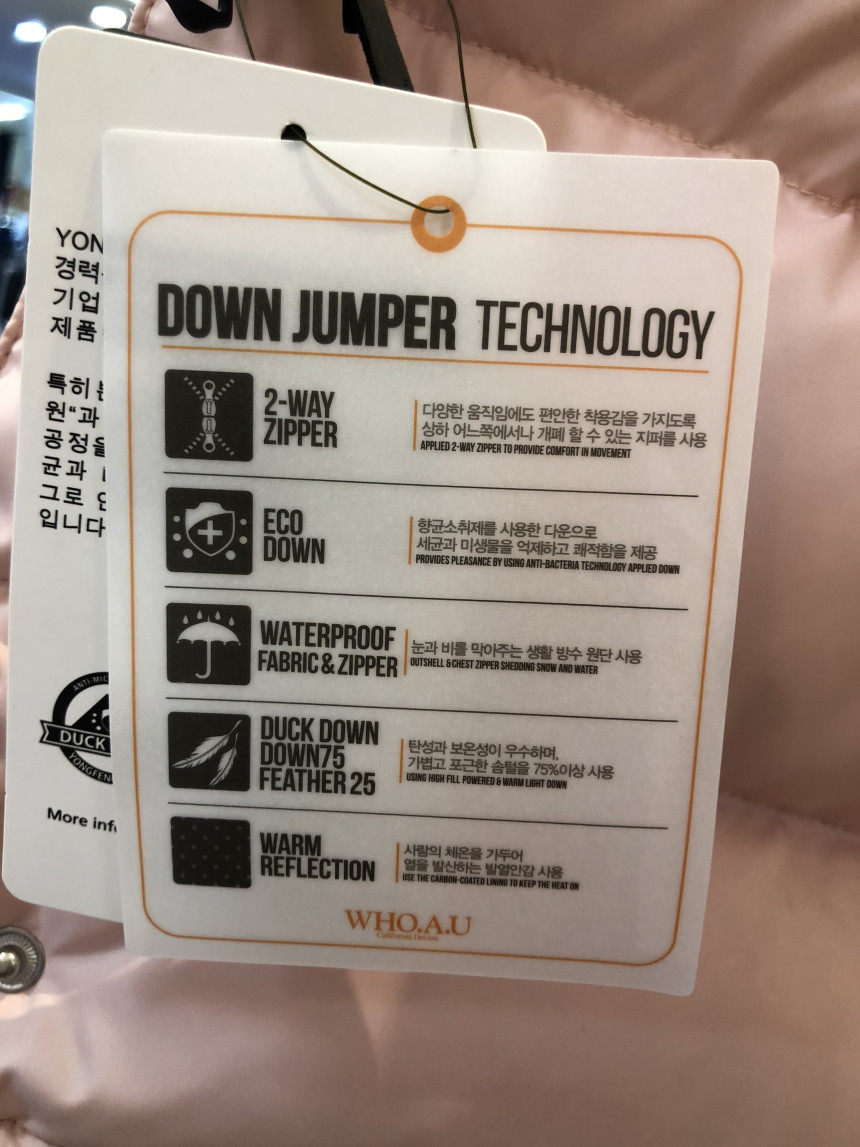 DOWN JUMPER TECHNOLOGY
2-WAY
ZIPPER
다양한 움직임에도 편안한 착용감을 가지도록
상하 어느쪽에서나 개폐 할 수 있는 지퍼를 사용
APPLIED 2-WAY ZIPPER TO PROVIDE COMFORT IN MOVEMENT
ECO
DOWN
향균소취제를 사용한 다운으로
세균과 미생물을 억제하고 쾌적함을 제공
PROVIDES PLEASANCE BY USING ANTI-BACTERIA TECHNOLOGY APPLIED DOWN
WATERPROOF
FABRIC & ZIPPER
눈과 비를 막아주는 생활 방수 원단 사용
OUTSHELL & CHEST ZIPPER SHEDDING SNOW AND WATER
DUCK DOWN
DOWN75
FEATHER 25
탄성과 보온성이 우수하며,
가볍고 포근한 솜털을 75%이상 사용
USING HIGH FILL POWERED & WARM LIGHT DOWN
WARM
REFLECTION
사람의 체온을 가두어
열을 발산하는 발열안감 사용
USE THE CARBON-COATED LINING TO KEEP THE HEAT ON
WHO.A.U
California Dream
YON
경력
기업
제품
특히
원“과
공정을
균과
그로
입니다
ANTI-MIC
DUCK
YONGFEN
More info